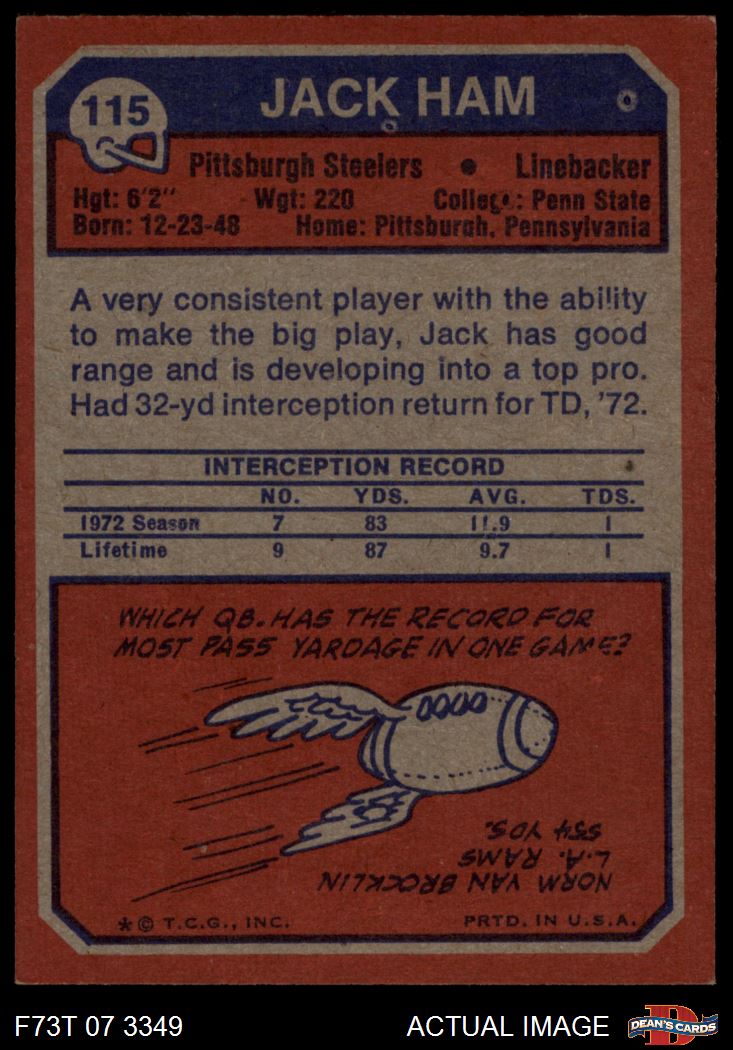 115
JACK HAM
Pittsburgh Steelers • Linebacker
Hgt: 6'2" Wgt: 220 College: Penn State
Born: 12-23-48 Home: Pittsburgh, Pennsylvania
A very consistent player with the ability
to make the big play, Jack has good
range and is developing into a top pro.
Had 32-yd interception return for TD, '72.
INTERCEPTION RECORD
NO. YDS. AVG. TDS.
1972 Season 7 83 11.9 1
Lifetime 9 87 9.7 1
WHICH QB. HAS THE RECORD FOR
MOST PASS YARDAGE IN ONE GAME?
NORM VAN BROCKLIN
L.A. RAMS
554 YDS.
* © T.C.G., INC. PRTD. IN U.S.A.
F73T 07 3349 ACTUAL IMAGE D DEAN'S CARDS